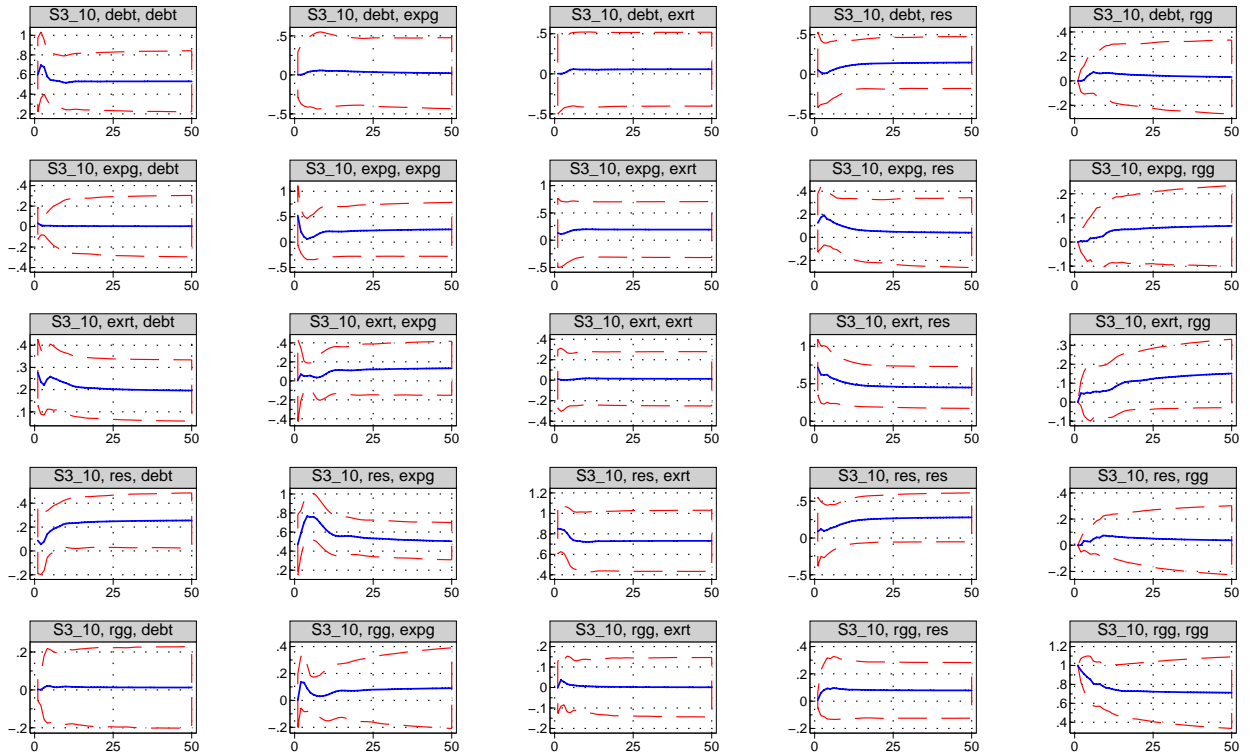 S3_10, debt, debt
1
.8
.6
.4
.2
0 25 50
S3_10, debt, expg
.5
0
−.5
0 25 50
S3_10, debt, exrt
.5
0
−.5
0 25 50
S3_10, debt, res
.5
0
−.5
0 25 50
S3_10, debt, rgg
.4
.2
0
−.2
0 25 50
S3_10, expg, debt
.4
.2
0
−.2
−.4
0 25 50
S3_10, expg, expg
1
.5
0
−.5
0 25 50
S3_10, expg, exrt
1
.5
0
−.5
0 25 50
S3_10, expg, res
.4
.2
0
−.2
0 25 50
S3_10, expg, rgg
.2
.1
0
−.1
0 25 50
S3_10, exrt, debt
.4
.3
.2
.1
0 25 50
S3_10, exrt, expg
.4
.2
0
−.2
−.4
0 25 50
S3_10, exrt, exrt
.4
.2
0
−.2
−.4
0 25 50
S3_10, exrt, res
1
.5
0
0 25 50
S3_10, exrt, rgg
.3
.2
.1
0
−.1
0 25 50
S3_10, res, debt
.4
.2
0
−.2
0 25 50
S3_10, res, expg
1
.8
.6
.4
.2
0 25 50
S3_10, res, exrt
1.2
1
.8
.6
.4
0 25 50
S3_10, res, res
.5
0
−.5
0 25 50
S3_10, res, rgg
.4
.2
0
−.2
0 25 50
S3_10, rgg, debt
.2
0
−.2
0 25 50
S3_10, rgg, expg
.4
.2
0
−.2
0 25 50
S3_10, rgg, exrt
.2
.1
0
−.1
−.2
0 25 50
S3_10, rgg, res
.4
.2
0
−.2
0 25 50
S3_10, rgg, rgg
1.2
1
.8
.6
.4
0 25 50